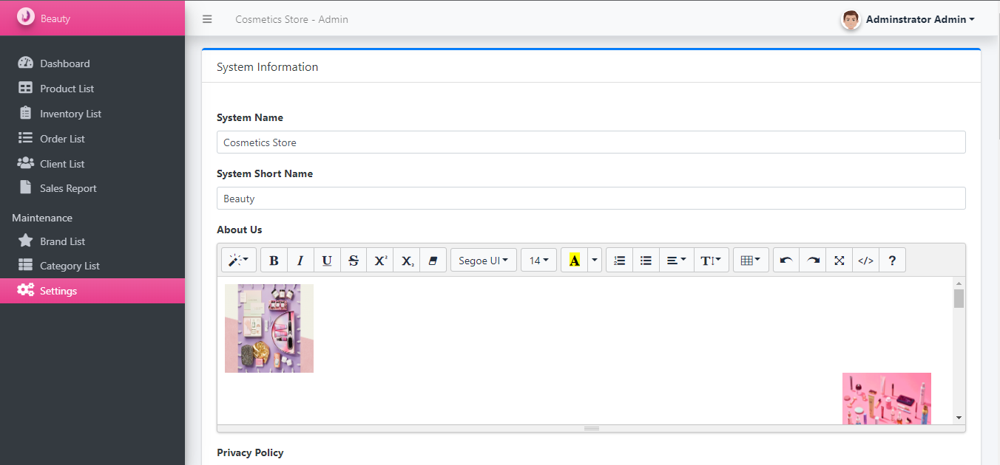 Beauty
Cosmetics Store - Admin
Adminstrator Admin
Dashboard
Product List
Inventory List
Order List
Client List
Sales Report
Maintenance
Brand List
Category List
Settings
System Information
System Name
Cosmetics Store
System Short Name
Beauty
About Us
B I U S X² X₂ Segoe UI 14 A T </> ?
Privacy Policy